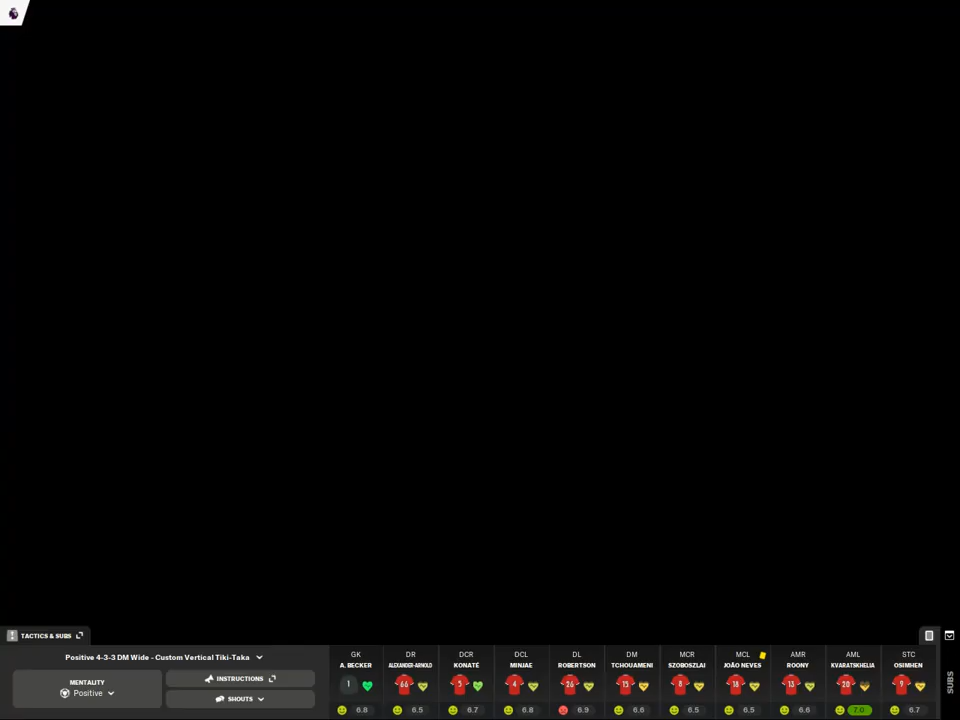 TACTICS & SUBS
Positive 4-3-3 DM Wide - Custom Vertical Tiki-Taka
MENTALITY
Positive
INSTRUCTIONS
SHOUTS
GK DR DCR DCL DL DM MCR MCL AMR AML STC
A. BECKER ALEXANDER-ARNOLD KONATÉ MINJAE ROBERTSON TCHOUAMENI SZOBOSZLAI JOÃO NEVES ROONY KVARATSKHELIA OSIMHEN
1 66 5 4 26 15 8 18 13 20 9
6.8 6.5 6.7 6.8 6.9 6.6 6.5 6.5 6.6 7.0 6.7
SUBS